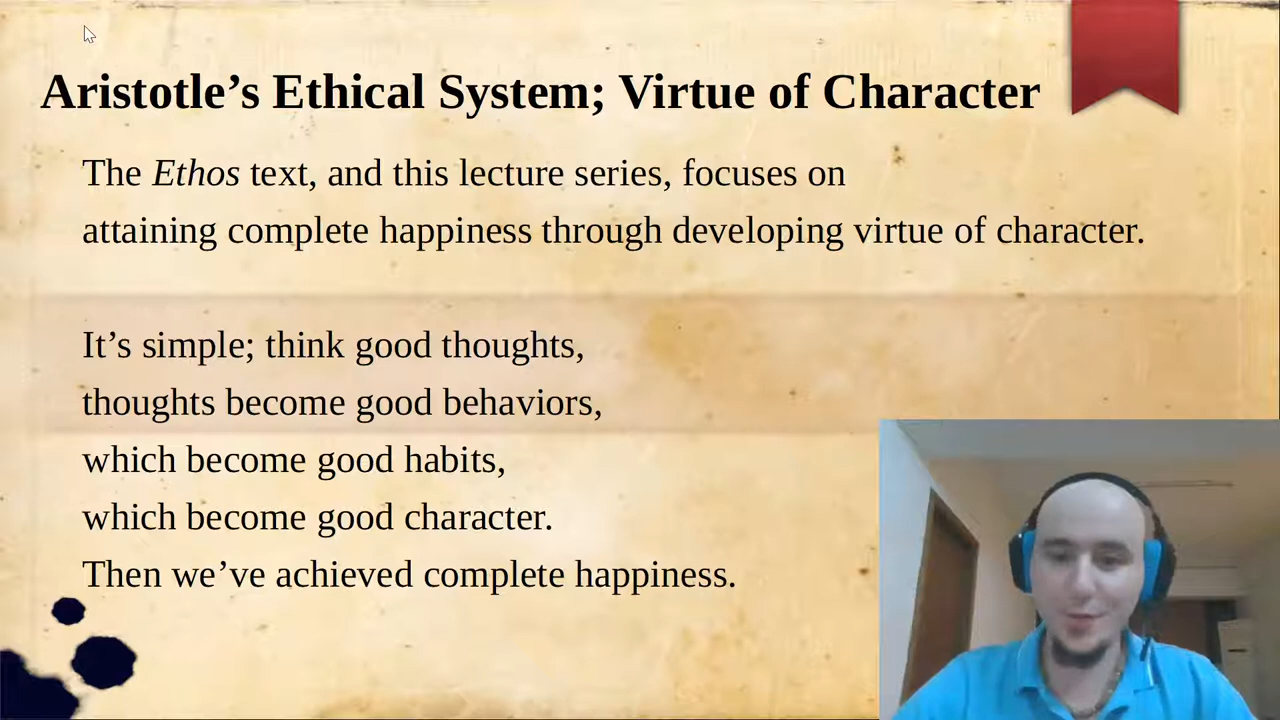 Aristotle’s Ethical System; Virtue of Character
The Ethos text, and this lecture series, focuses on
attaining complete happiness through developing virtue of character.
It’s simple; think good thoughts,
thoughts become good behaviors,
which become good habits,
which become good character.
Then we’ve achieved complete happiness.